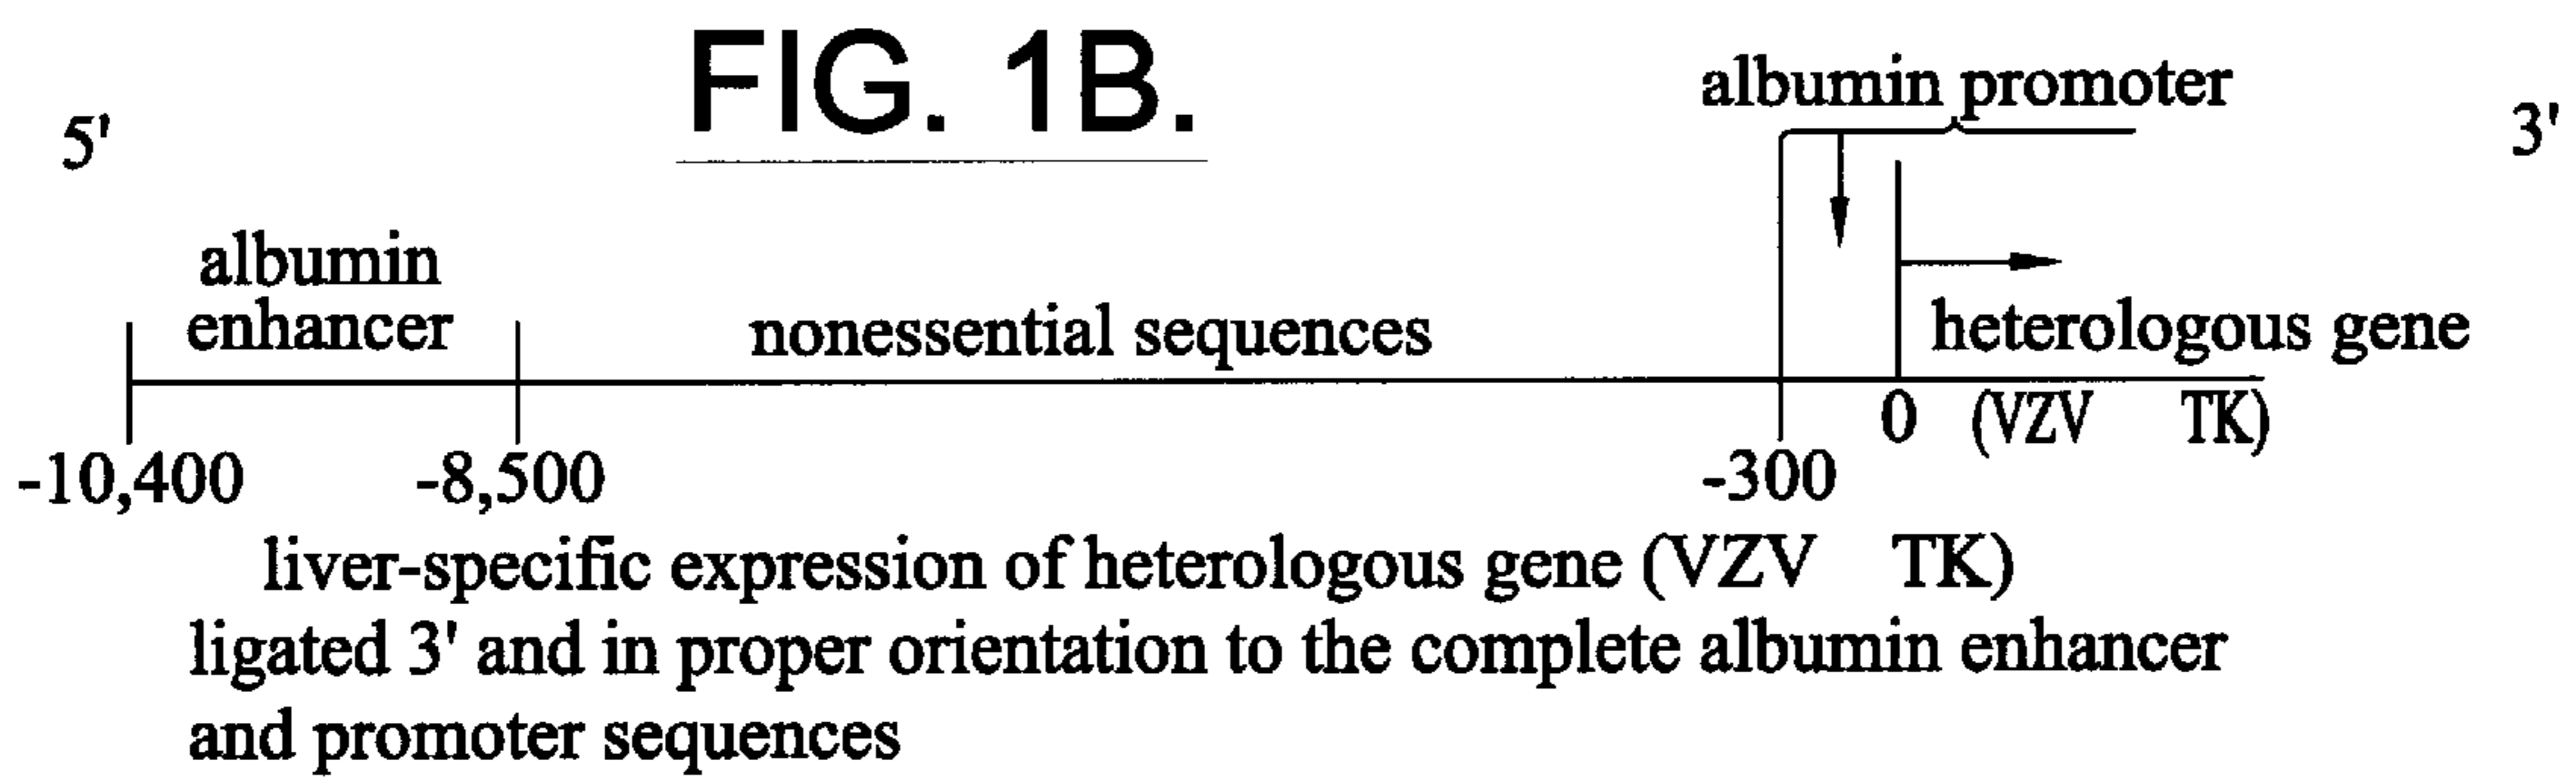 FIG. 1B.
albumin promoter
5'
3'
albumin
enhancer
nonessential sequences
heterologous gene
0 (VZV TK)
-10,400
-8,500
-300
liver-specific expression of heterologous gene (VZV TK)
ligated 3' and in proper orientation to the complete albumin enhancer
and promoter sequences